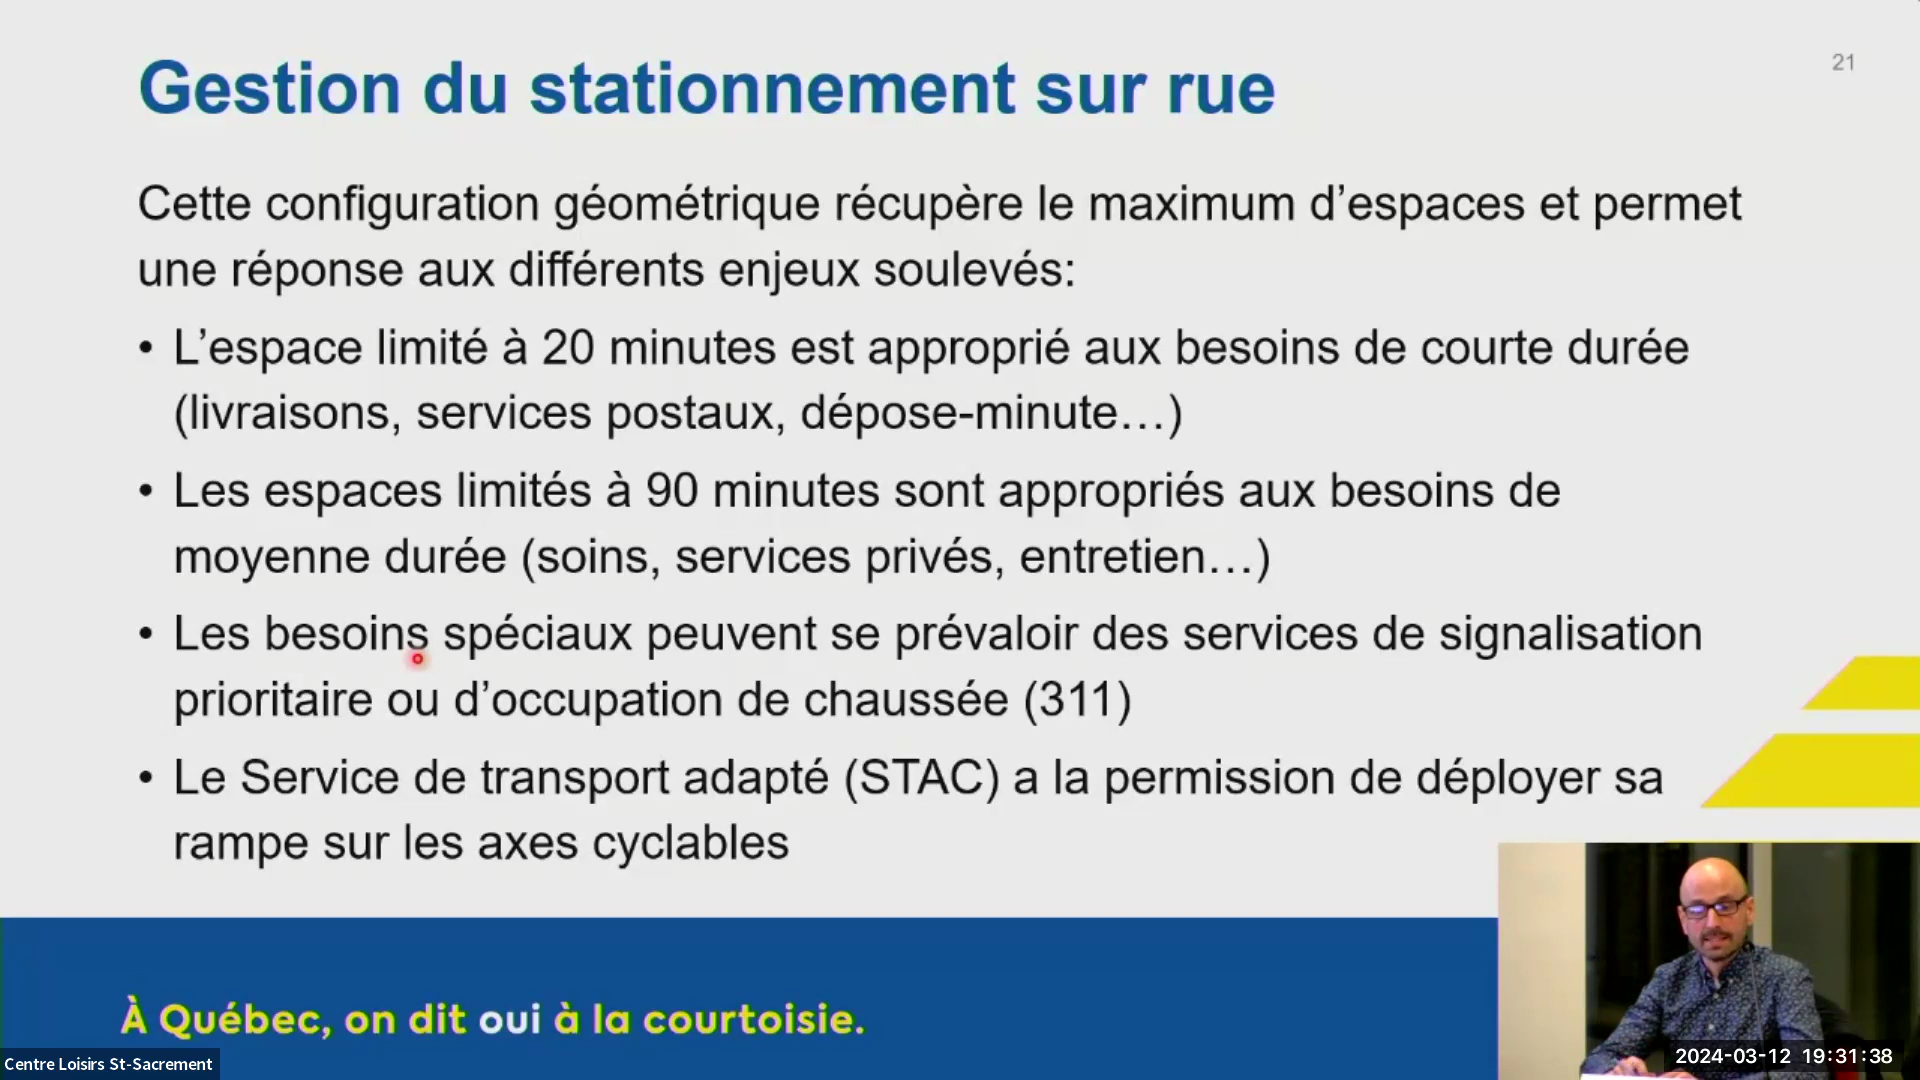 Gestion du stationnement sur rue
21
Cette configuration géométrique récupère le maximum d’espaces et permet
une réponse aux différents enjeux soulevés:
• L’espace limité à 20 minutes est approprié aux besoins de courte durée
(livraisons, services postaux, dépose-minute…)
• Les espaces limités à 90 minutes sont appropriés aux besoins de
moyenne durée (soins, services privés, entretien…)
• Les besoins spéciaux peuvent se prévaloir des services de signalisation
prioritaire ou d’occupation de chaussée (311)
• Le Service de transport adapté (STAC) a la permission de déployer sa
rampe sur les axes cyclables
À Québec, on dit oui à la courtoisie.
Centre Loisirs St-Sacrement
2024-03-12 19:31:38